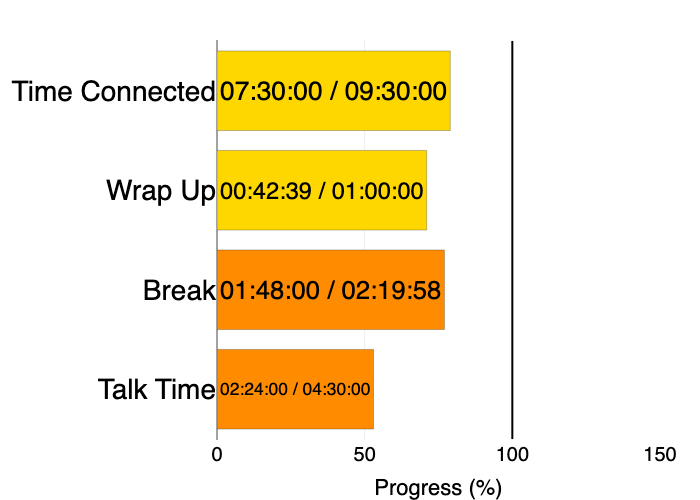 Time Connected 07:30:00 / 09:30:00
Wrap Up 00:42:39 / 01:00:00
Break 01:48:00 / 02:19:58
Talk Time 02:24:00 / 04:30:00
0 50 100 150
Progress (%)